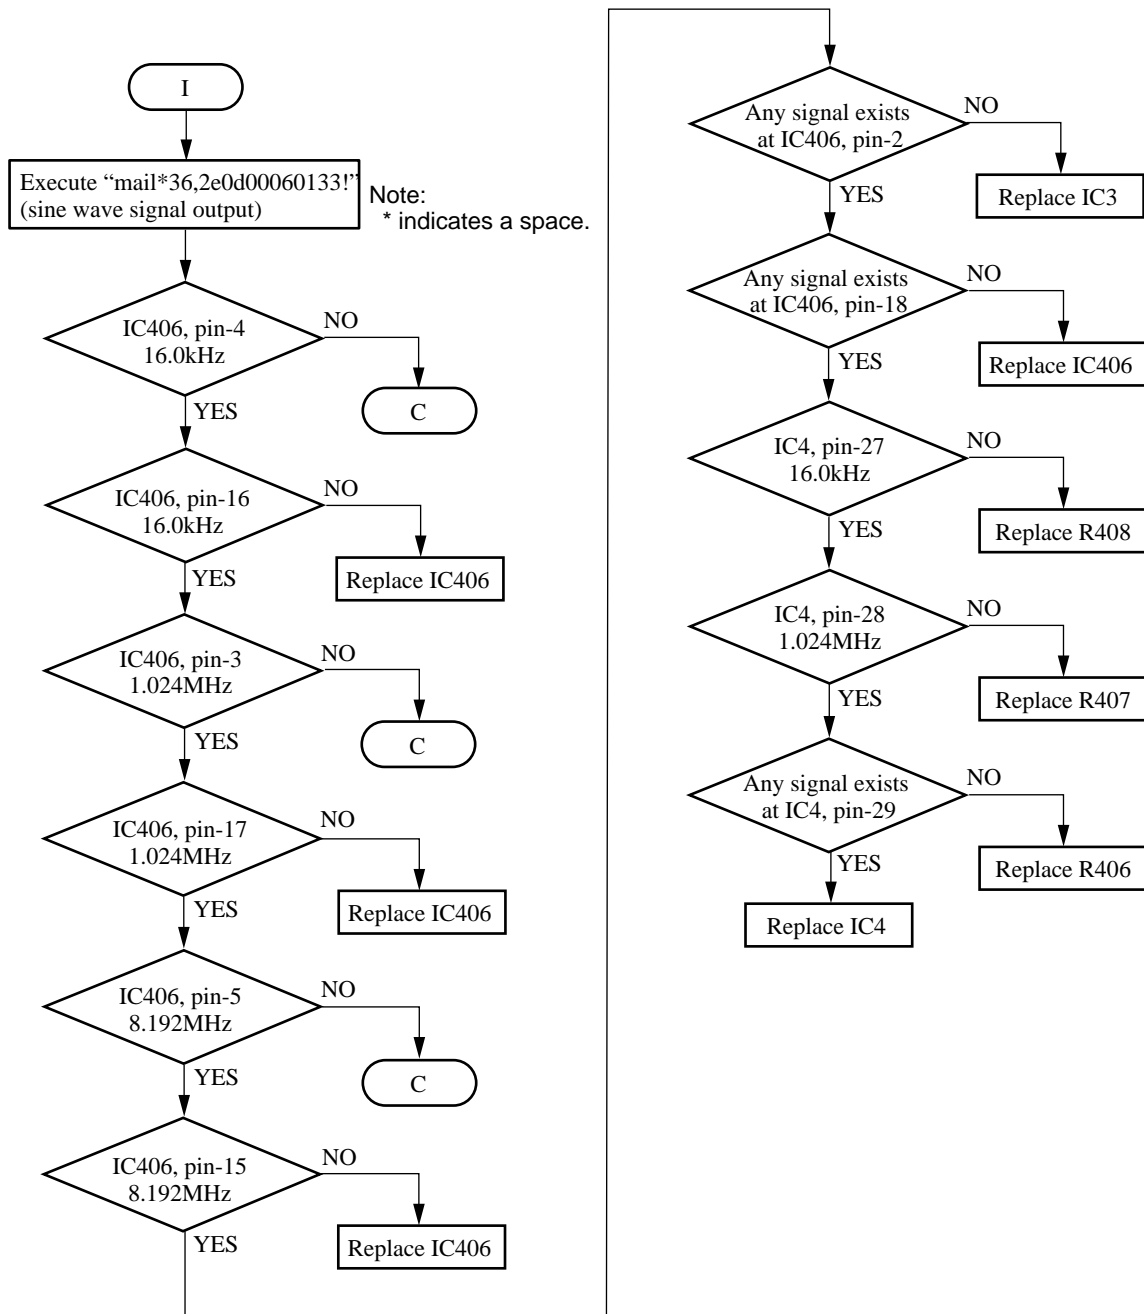 I
Execute “mail*36,2e0d00060133!”
(sine wave signal output)
Note:
* indicates a space.
IC406, pin-4
16.0kHz
NO
C
YES
IC406, pin-16
16.0kHz
NO
Replace IC406
YES
IC406, pin-3
1.024MHz
NO
C
YES
IC406, pin-17
1.024MHz
NO
Replace IC406
YES
IC406, pin-5
8.192MHz
NO
C
YES
IC406, pin-15
8.192MHz
NO
Replace IC406
YES
Any signal exists
at IC406, pin-2
NO
Replace IC3
YES
Any signal exists
at IC406, pin-18
NO
Replace IC406
YES
IC4, pin-27
16.0kHz
NO
Replace R408
YES
IC4, pin-28
1.024MHz
NO
Replace R407
YES
Any signal exists
at IC4, pin-29
NO
Replace R406
YES
Replace IC4